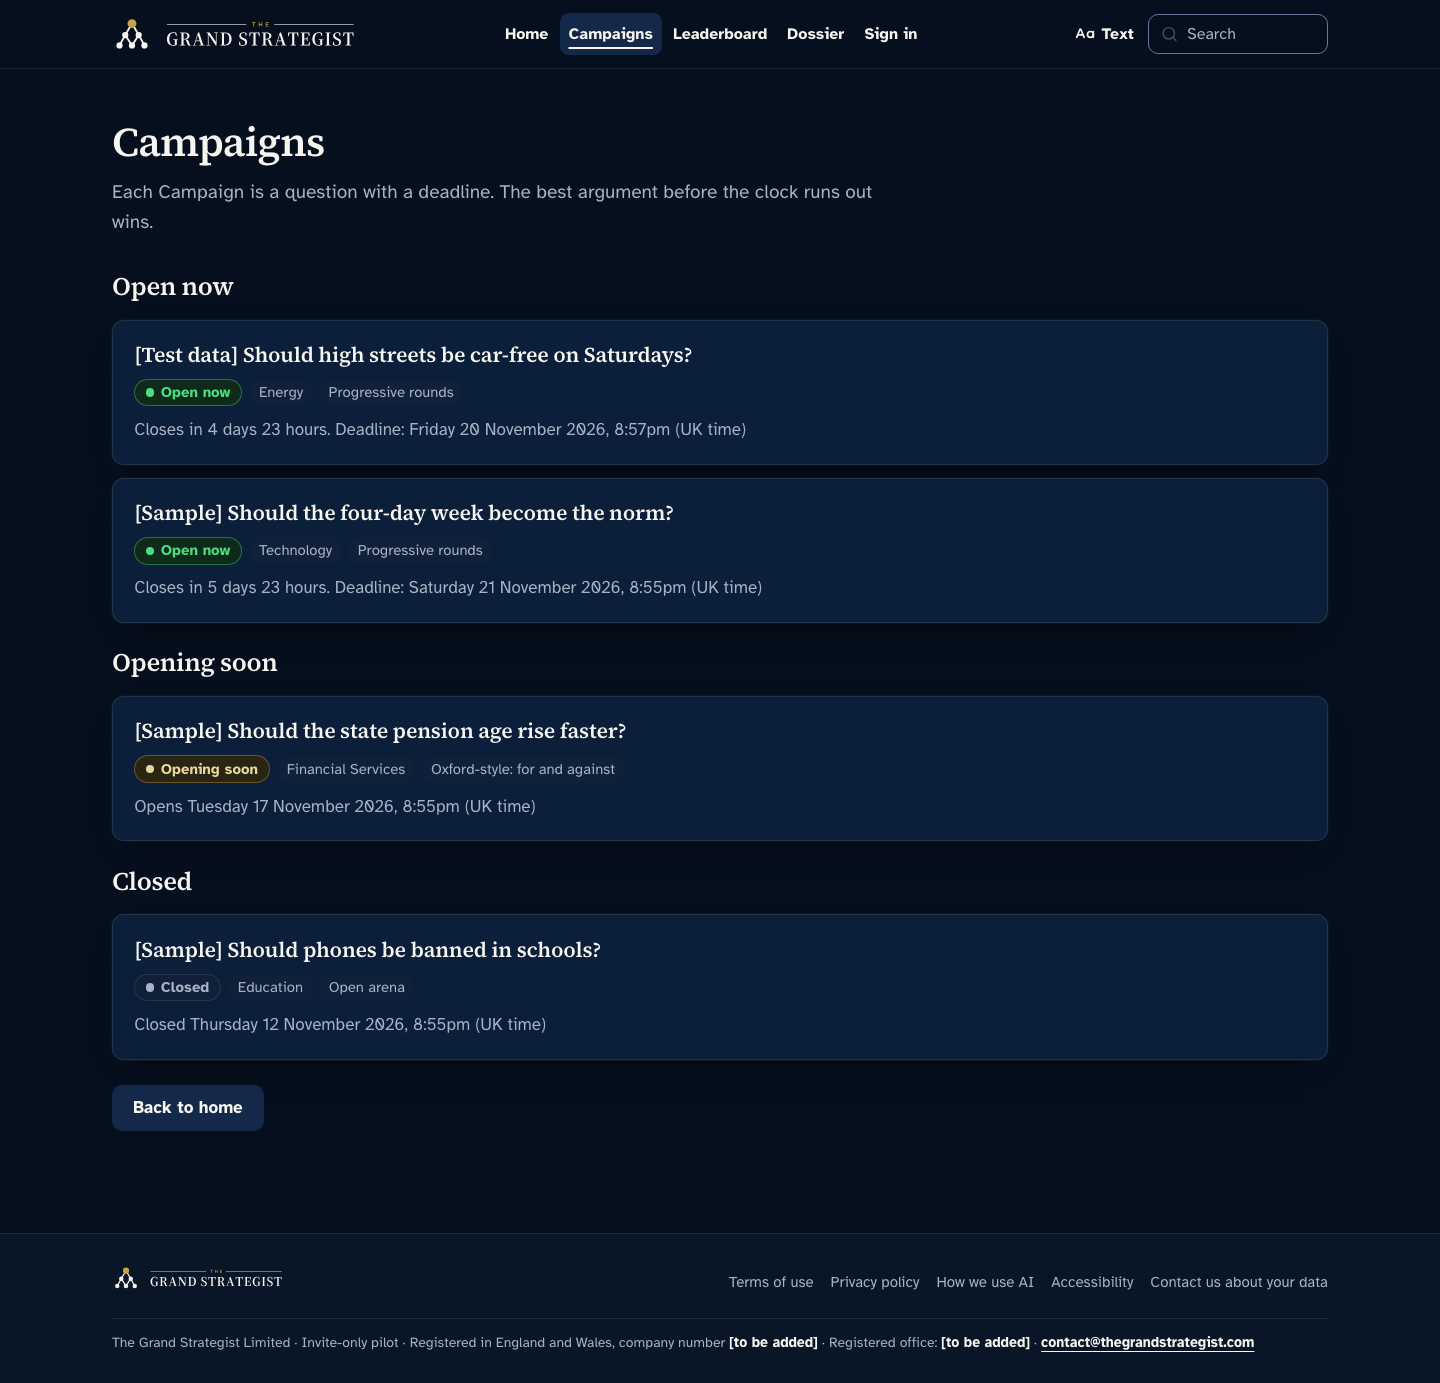 THE
GRAND STRATEGIST
Home Campaigns Leaderboard Dossier Sign in
Aa Text
Search
Campaigns
Each Campaign is a question with a deadline. The best argument before the clock runs out
wins.
Open now
[Test data] Should high streets be car-free on Saturdays?
Open now Energy Progressive rounds
Closes in 4 days 23 hours. Deadline: Friday 20 November 2026, 8:57pm (UK time)
[Sample] Should the four-day week become the norm?
Open now Technology Progressive rounds
Closes in 5 days 23 hours. Deadline: Saturday 21 November 2026, 8:55pm (UK time)
Opening soon
[Sample] Should the state pension age rise faster?
Opening soon Financial Services Oxford-style: for and against
Opens Tuesday 17 November 2026, 8:55pm (UK time)
Closed
[Sample] Should phones be banned in schools?
Closed Education Open arena
Closed Thursday 12 November 2026, 8:55pm (UK time)
Back to home
THE
GRAND STRATEGIST
Terms of use Privacy policy How we use AI Accessibility Contact us about your data
The Grand Strategist Limited · Invite-only pilot · Registered in England and Wales, company number [to be added] · Registered office: [to be added] · contact@thegrandstrategist.com